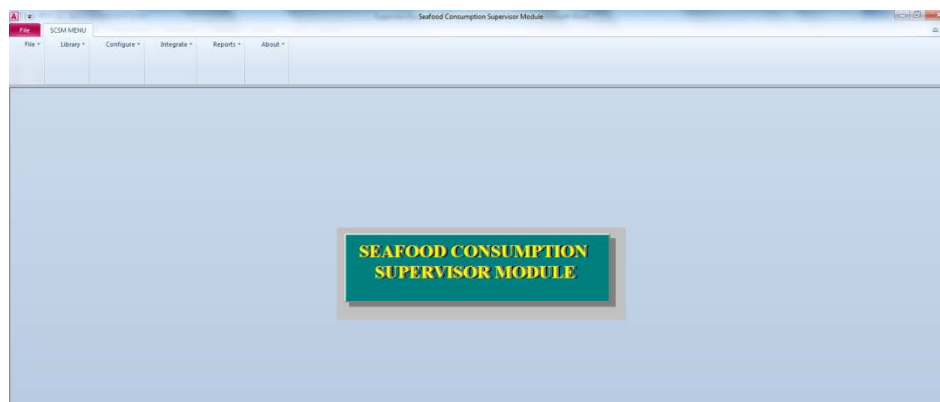 Seafood Consumption Supervisor Module
File SCSM MENU
File Library Configure Integrate Reports About
SEAFOOD CONSUMPTION
SUPERVISOR MODULE